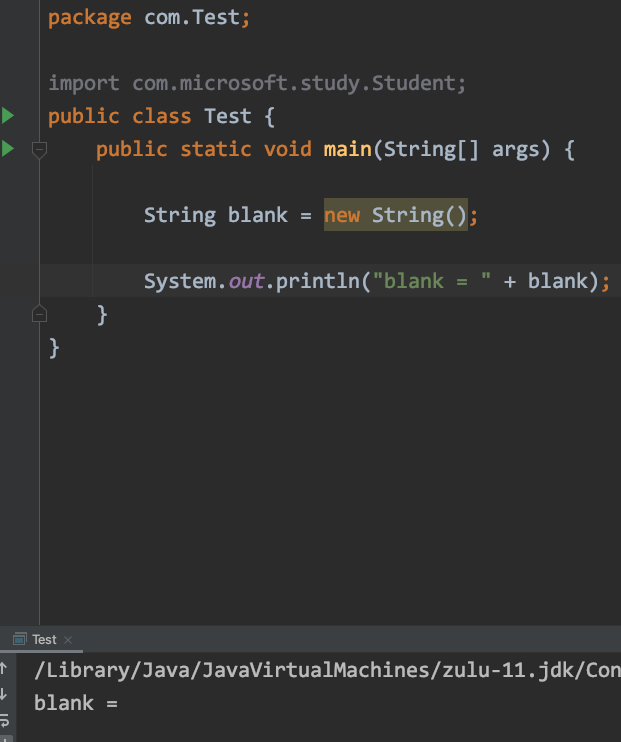 package com.Test;
import com.microsoft.study.Student;
public class Test {
public static void main(String[] args) {
String blank = new String();
System.out.println("blank = " + blank);
}
}
Test
/Library/Java/JavaVirtualMachines/zulu-11.jdk/Con
blank =